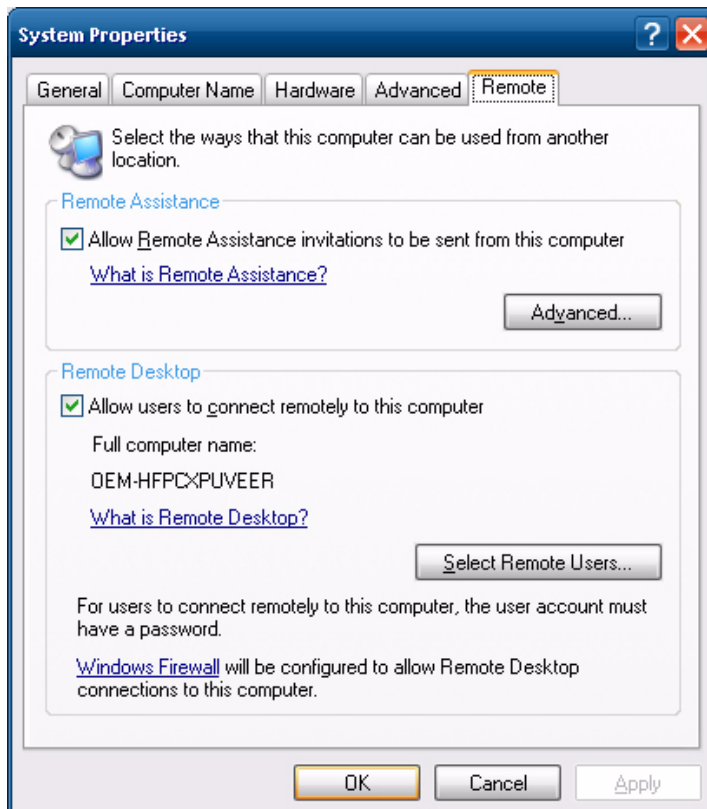 System Properties
General Computer Name Hardware Advanced Remote
Select the ways that this computer can be used from another
location.
Remote Assistance
Allow Remote Assistance invitations to be sent from this computer
What is Remote Assistance?
Advanced...
Remote Desktop
Allow users to connect remotely to this computer
Full computer name:
OEM-HFPCXPUVEER
What is Remote Desktop?
Select Remote Users...
For users to connect remotely to this computer, the user account must
have a password.
Windows Firewall will be configured to allow Remote Desktop
connections to this computer.
OK Cancel Apply